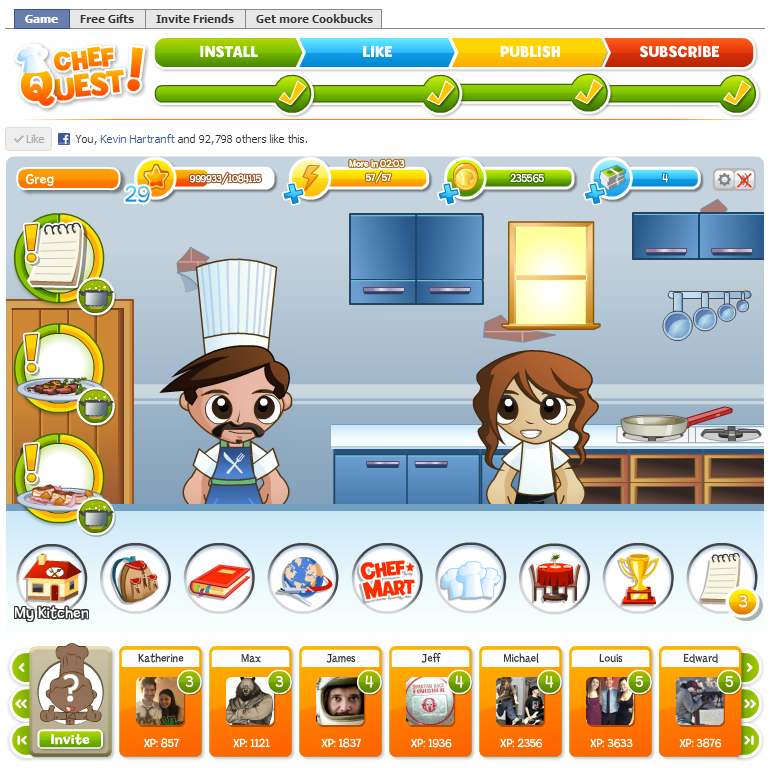 Game Free Gifts Invite Friends Get more Cookbucks
CHEF
QUEST!
INSTALL LIKE PUBLISH SUBSCRIBE
Like You, Kevin Hartranft and 92,798 others like this.
More in 02:03
Greg 999933/1084115 57/57 235565 4
29
CHEF
MART
3
My Kitchen
Katherine Max James Jeff Michael Louis Edward
3 3 4 4 4 5 5
?
SPARTAN RACE
FINISHER
Invite XP: 857 XP: 1121 XP: 1837 XP: 1936 XP: 2356 XP: 3633 XP: 3876